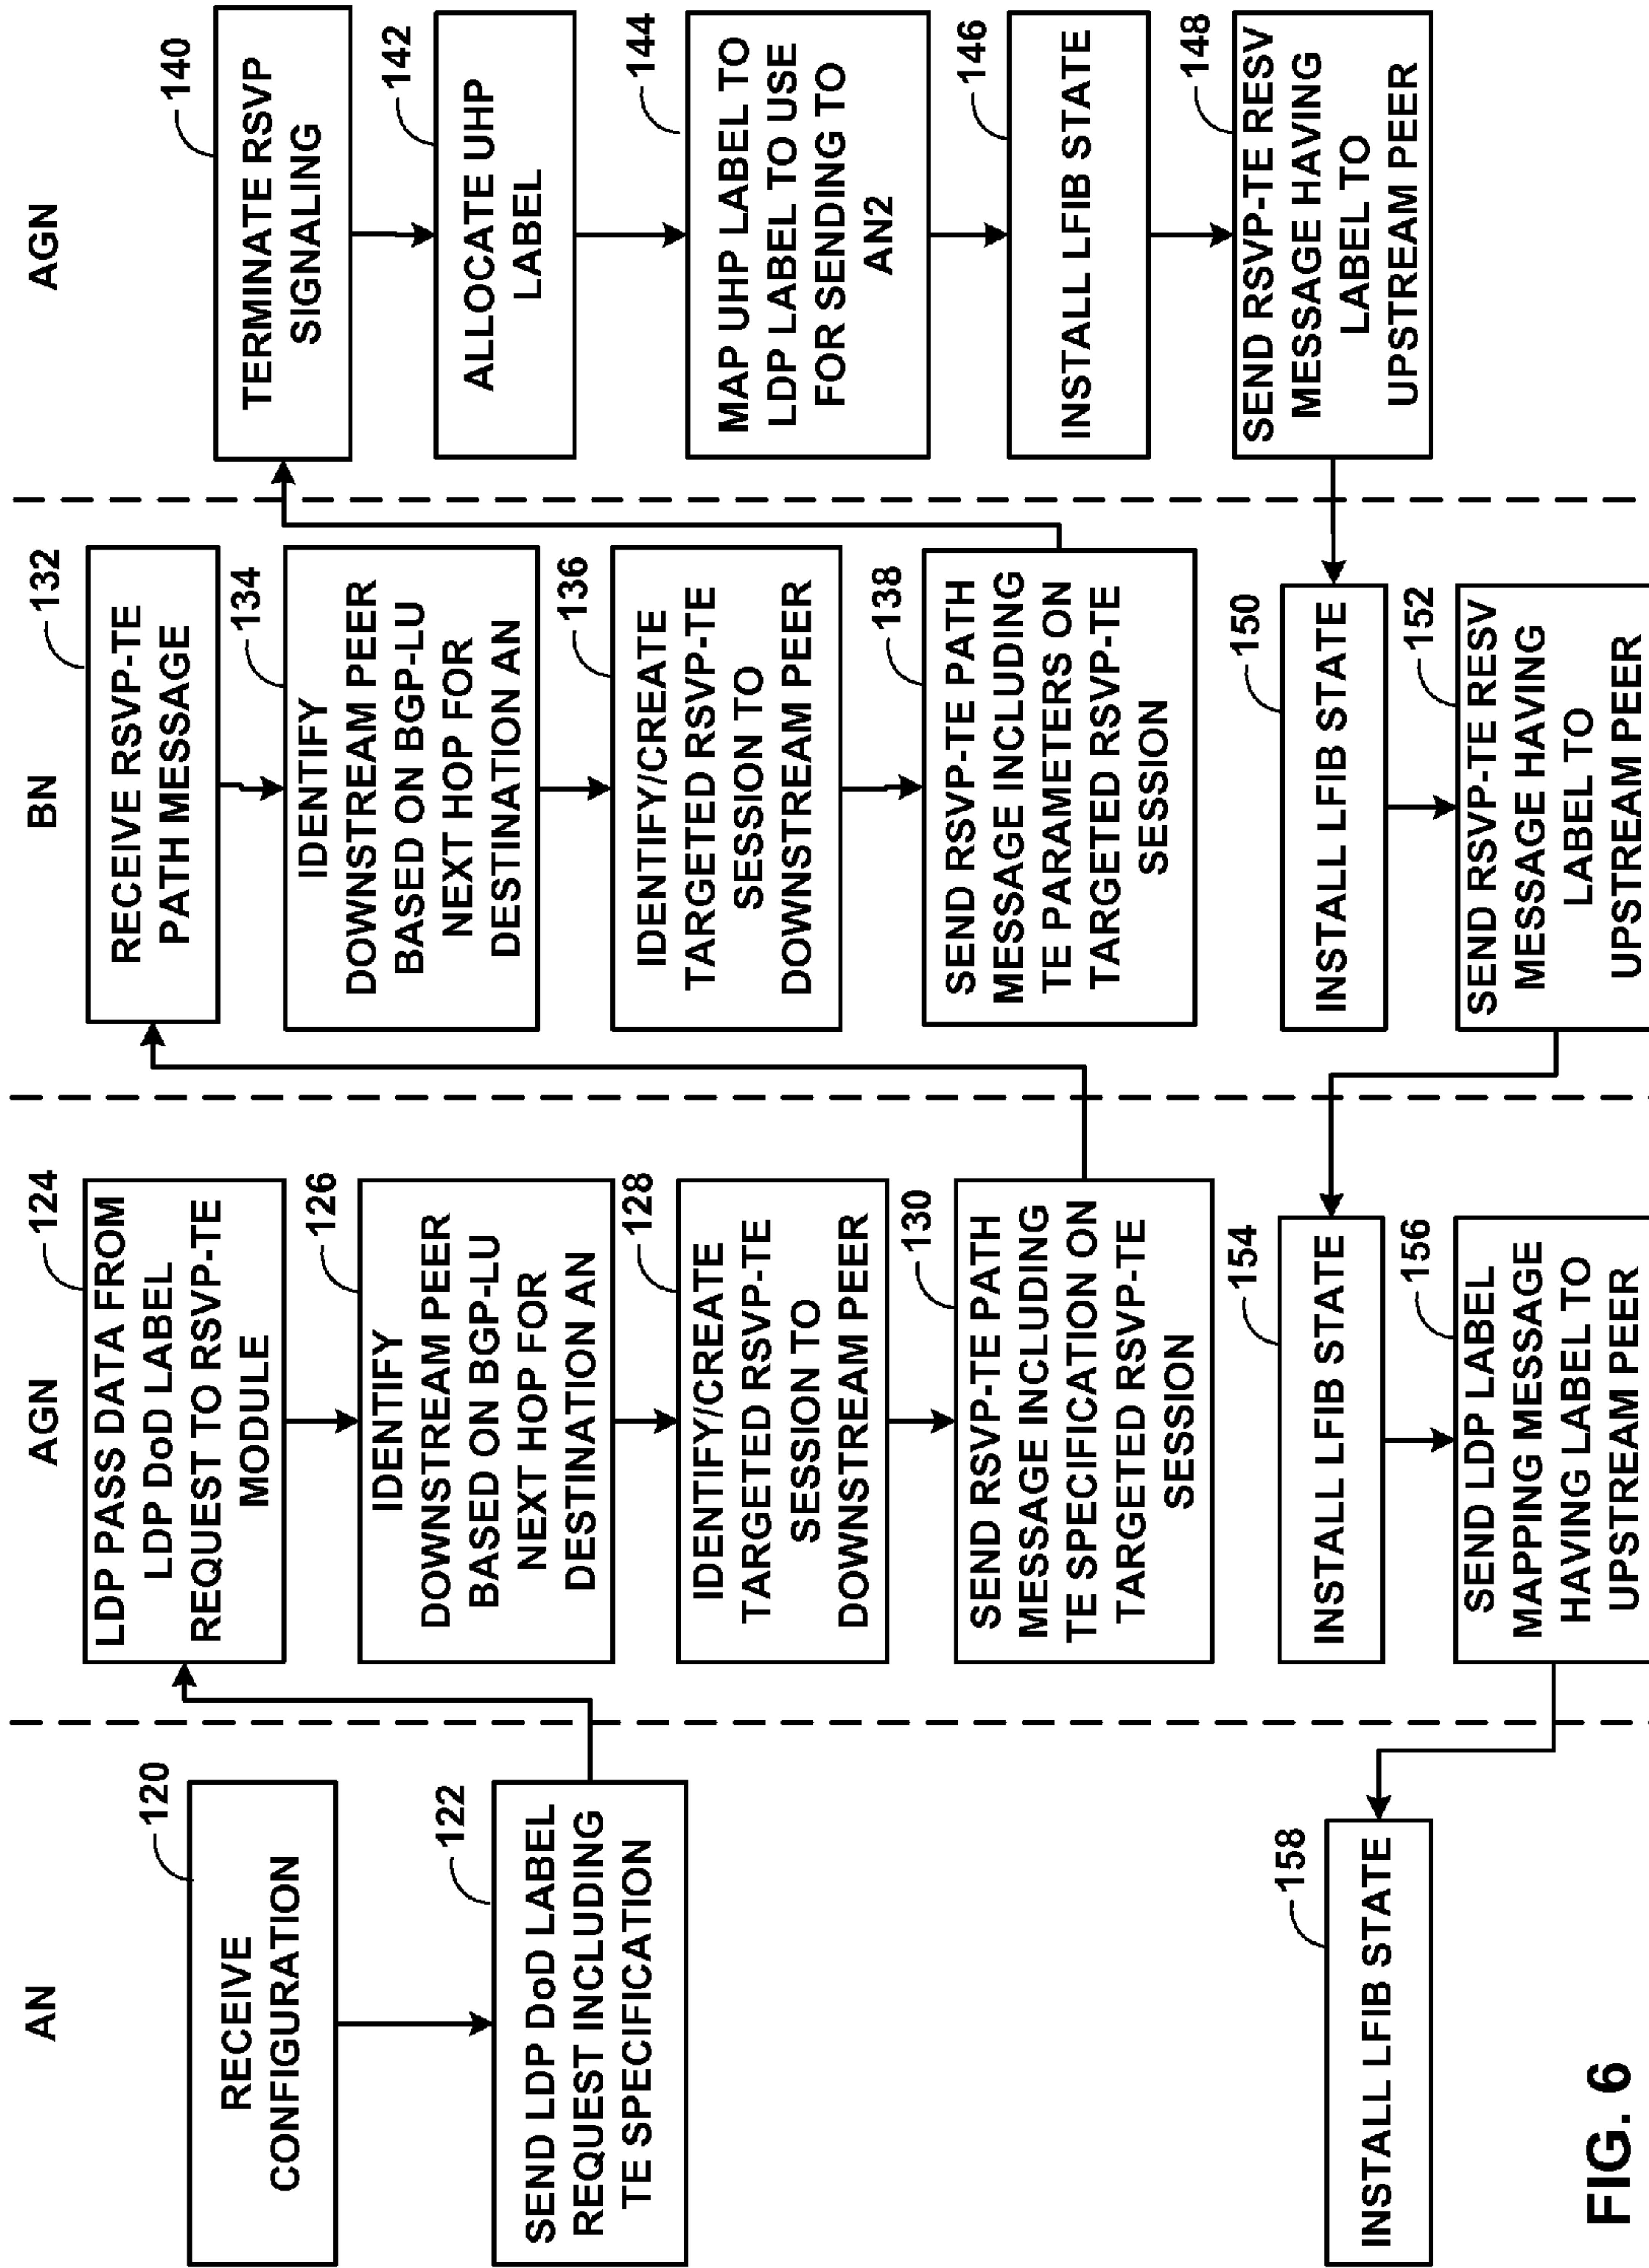 AN
RECEIVE
CONFIGURATION
120
SEND LDP DoD LABEL
REQUEST INCLUDING
TE SPECIFICATION
122
INSTALL LFIB STATE
158
AGN
LDP PASS DATA FROM
LDP DoD LABEL
REQUEST TO RSVP-TE
MODULE
124
IDENTIFY
DOWNSTREAM PEER
BASED ON BGP-LU
NEXT HOP FOR
DESTINATION AN
126
IDENTIFY/CREATE
TARGETED RSVP-TE
SESSION TO
DOWNSTREAM PEER
128
SEND RSVP-TE PATH
MESSAGE INCLUDING
TE SPECIFICATION ON
TARGETED RSVP-TE
SESSION
130
INSTALL LFIB STATE
154
SEND LDP LABEL
MAPPING MESSAGE
HAVING LABEL TO
UPSTREAM PEER
156
BN
RECEIVE RSVP-TE
PATH MESSAGE
132
IDENTIFY
DOWNSTREAM PEER
BASED ON BGP-LU
NEXT HOP FOR
DESTINATION AN
134
IDENTIFY/CREATE
TARGETED RSVP-TE
SESSION TO
DOWNSTREAM PEER
136
SEND RSVP-TE PATH
MESSAGE INCLUDING
TE PARAMETERS ON
TARGETED RSVP-TE
SESSION
138
INSTALL LFIB STATE
150
SEND RSVP-TE RESV
MESSAGE HAVING
LABEL TO
UPSTREAM PEER
152
AGN
TERMINATE RSVP
SIGNALING
140
ALLOCATE UHP
LABEL
142
MAP UHP LABEL TO
LDP LABEL TO USE
FOR SENDING TO
AN2
144
INSTALL LFIB STATE
146
SEND RSVP-TE RESV
MESSAGE HAVING
LABEL TO
UPSTREAM PEER
148
FIG. 6